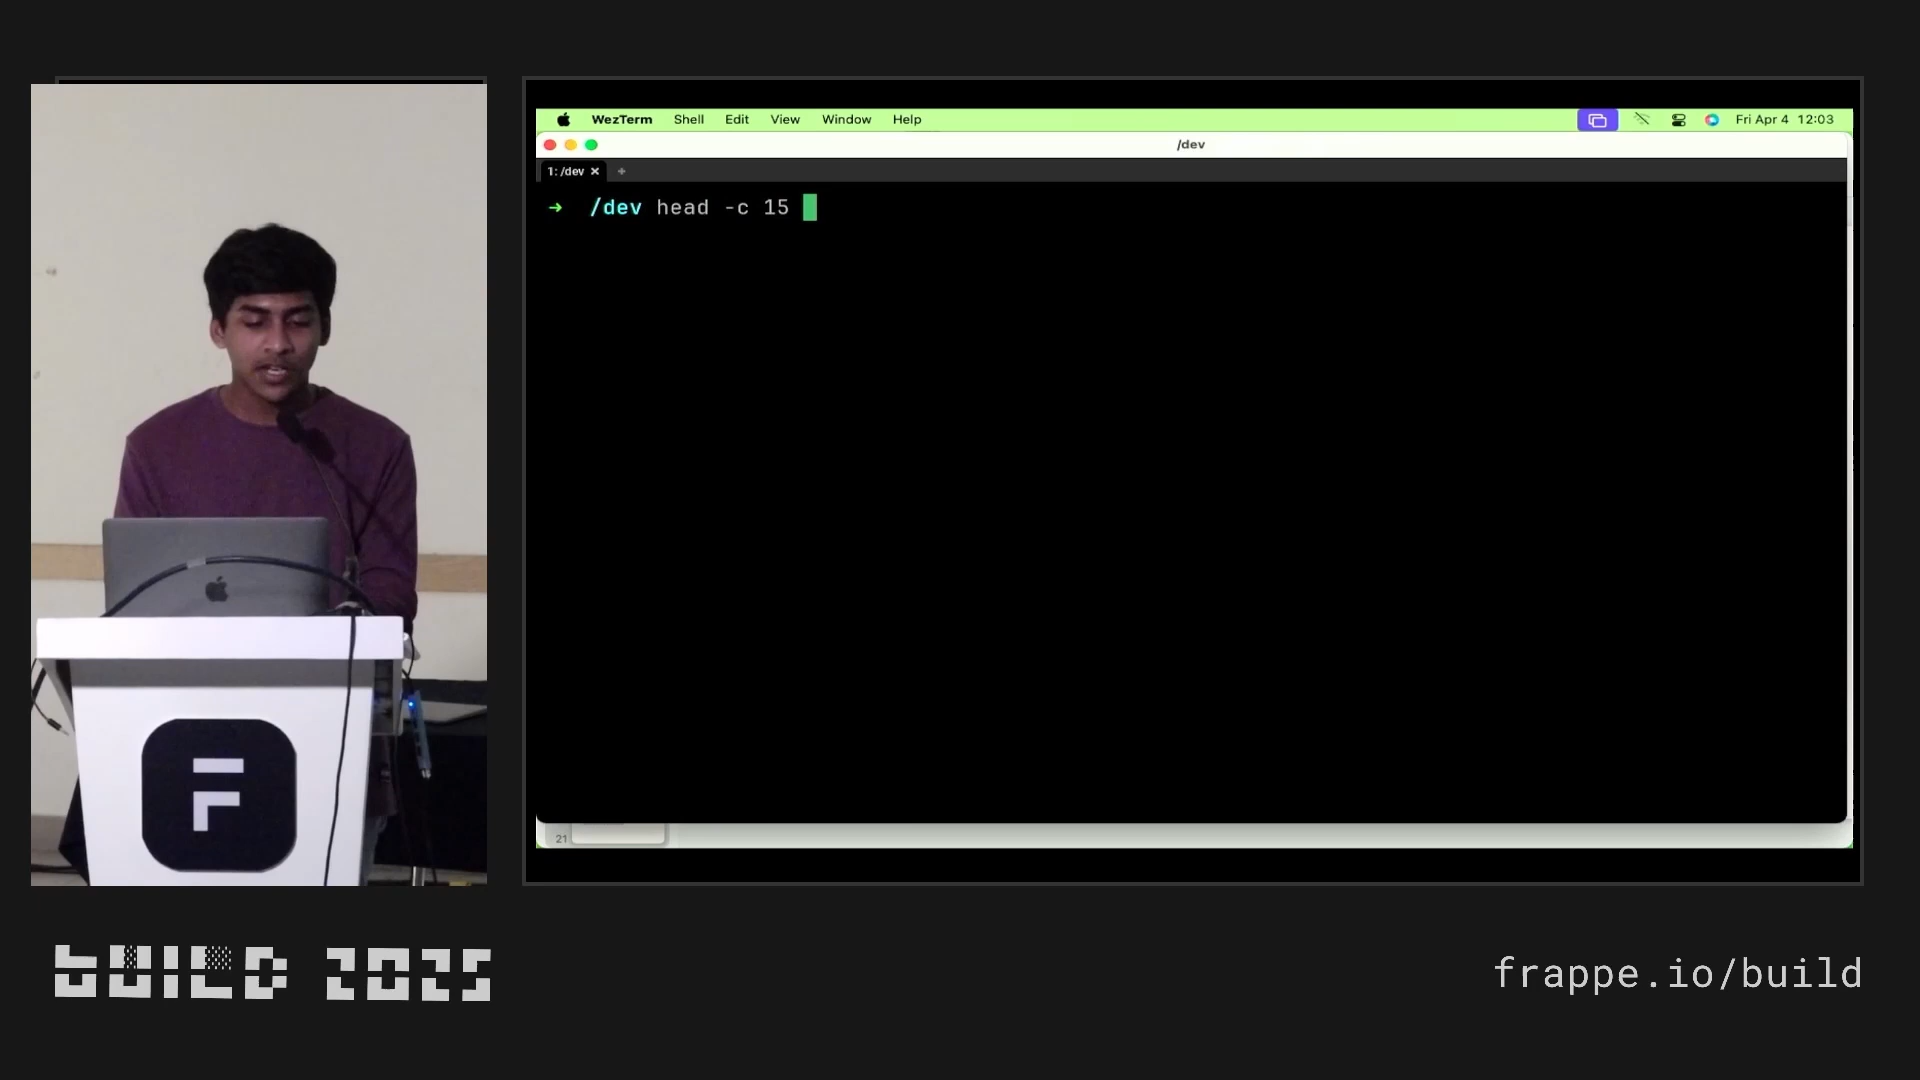 WezTerm Shell Edit View Window Help Fri Apr 4 12:03
/dev
1: /dev × +
→ /dev head -c 15
21
F
BUILD 2025
frappe.io/build